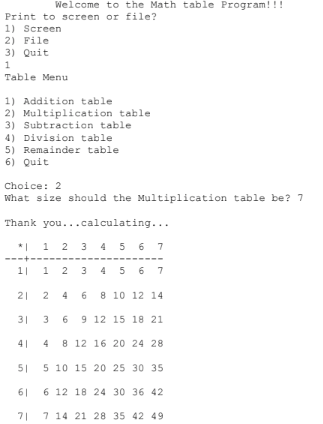 Welcome to the Math table Program!!!
Print to screen or file?
1) Screen
2) File
3) Quit
1
Table Menu
1) Addition table
2) Multiplication table
3) Subtraction table
4) Division table
5) Remainder table
6) Quit
Choice: 2
What size should the Multiplication table be? 7
Thank you...calculating...
*| 1 2 3 4 5 6 7
---+---------------------
1| 1 2 3 4 5 6 7
2| 2 4 6 8 10 12 14
3| 3 6 9 12 15 18 21
4| 4 8 12 16 20 24 28
5| 5 10 15 20 25 30 35
6| 6 12 18 24 30 36 42
7| 7 14 21 28 35 42 49